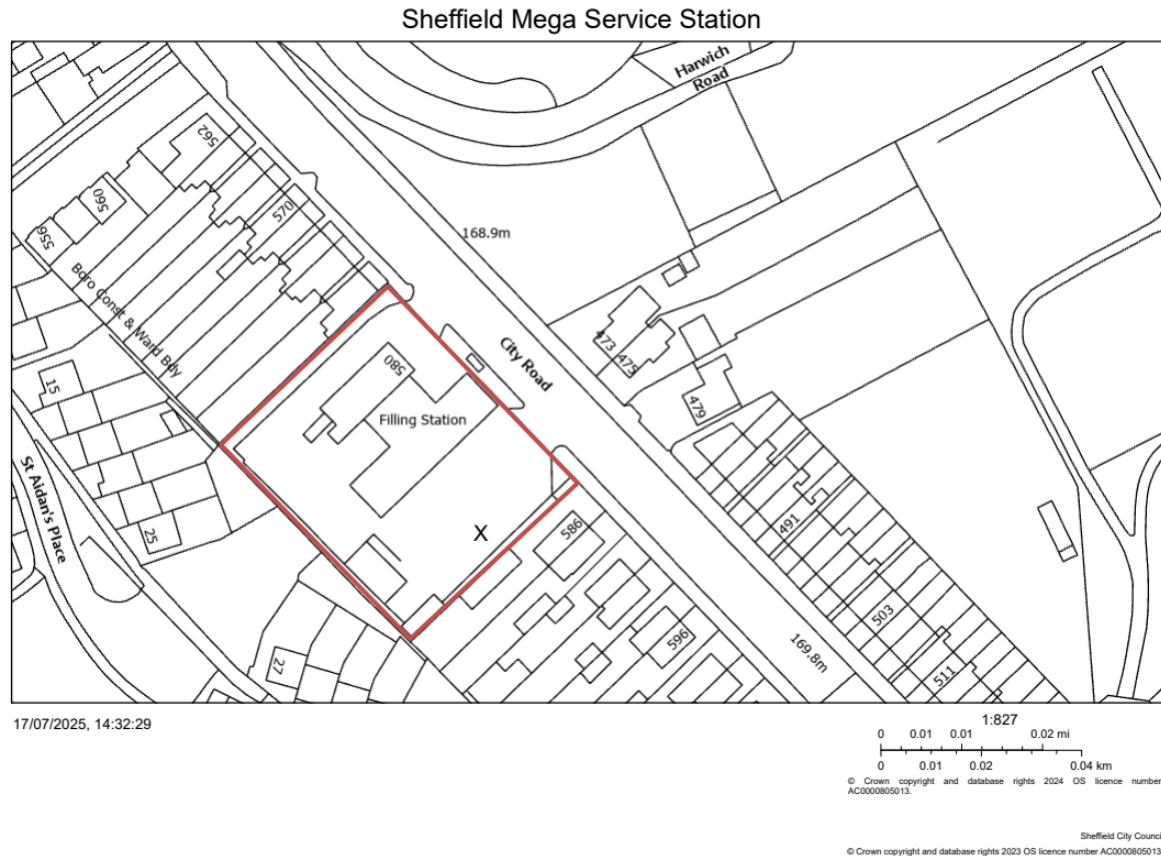 Sheffield Mega Service Station
Harwich
Road
562
560
556
570
168.9m
Boro Const & Ward Bdy
City Road
473
475
580
15
479
Filling Station
St Aidan's Place
491
X
25
586
503
596
169.8m
27
511
17/07/2025, 14:32:29
1:827
0 0.01 0.01 0.02 mi
0 0.01 0.02 0.04 km
© Crown copyright and database rights 2024 OS licence number
AC0000805013.
Sheffield City Counci
© Crown copyright and database rights 2023 OS licence number AC0000805013